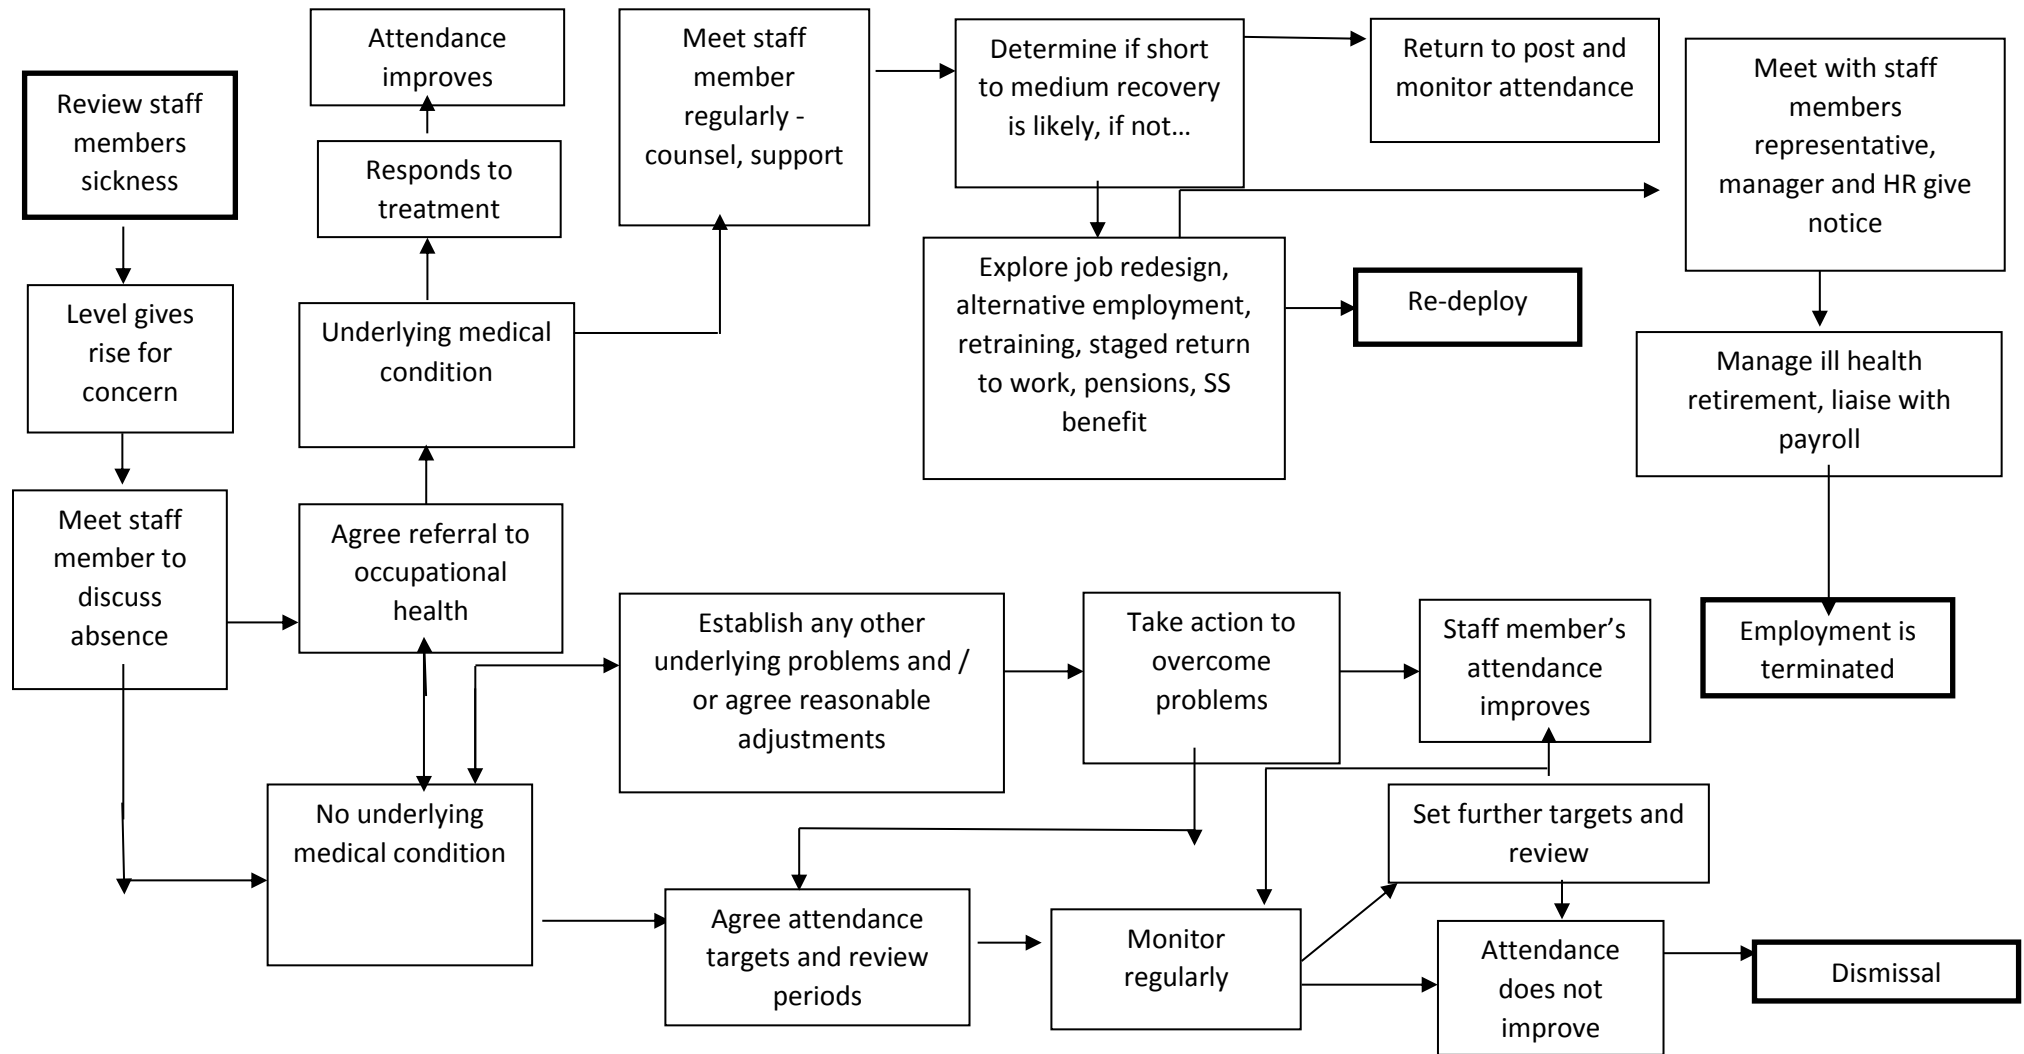 Review staff
members
sickness
Level gives
rise for
concern
Meet staff
member to
discuss
absence
Attendance
improves
Responds to
treatment
Underlying medical
condition
Agree referral to
occupational
health
No underlying
medical condition
Meet staff
member
regularly -
counsel, support
Determine if short
to medium recovery
is likely, if not…
Return to post and
monitor attendance
Explore job redesign,
alternative employment,
retraining, staged return
to work, pensions, SS
benefit
Re-deploy
Meet with staff
members
representative,
manager and HR give
notice
Manage ill health
retirement, liaise with
payroll
Employment is
terminated
Establish any other
underlying problems and /
or agree reasonable
adjustments
Take action to
overcome
problems
Staff member’s
attendance
improves
Agree attendance
targets and review
periods
Monitor
regularly
Set further targets and
review
Attendance
does not
improve
Dismissal